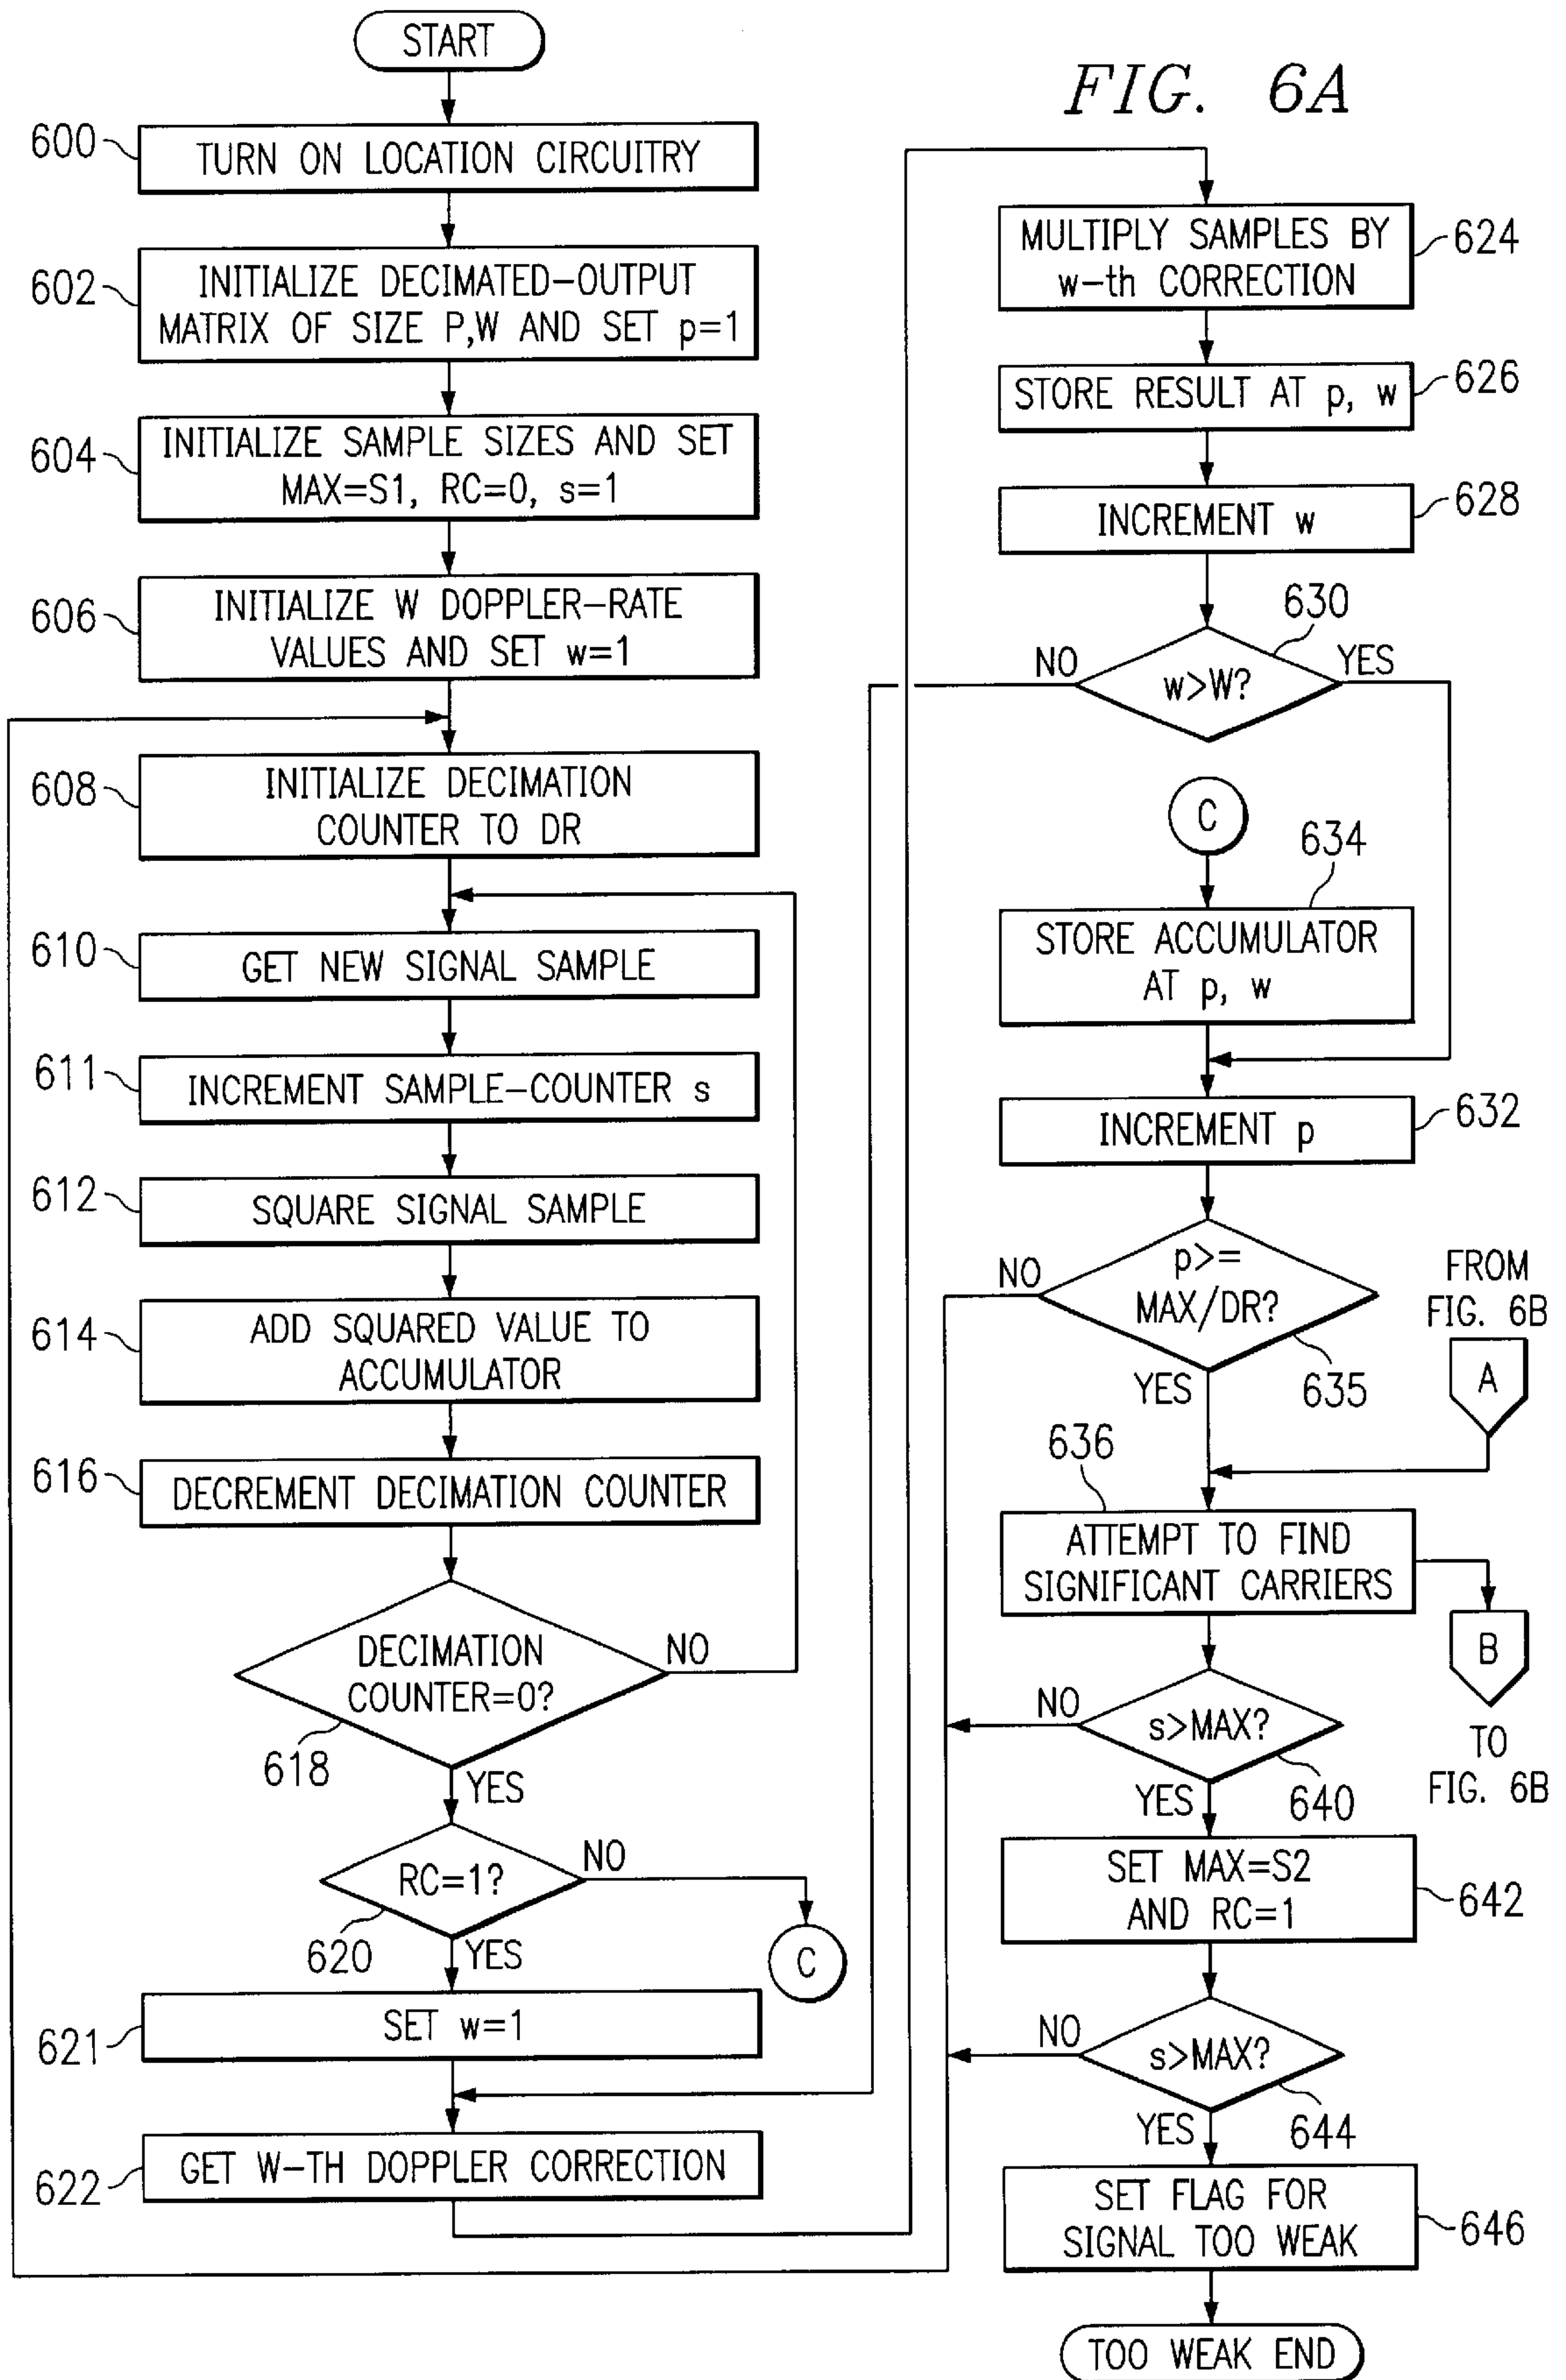 FIG. 6A
START
600
TURN ON LOCATION CIRCUITRY
602
INITIALIZE DECIMATED-OUTPUT
MATRIX OF SIZE P,W AND SET p=1
604
INITIALIZE SAMPLE SIZES AND SET
MAX=S1, RC=0, s=1
606
INITIALIZE W DOPPLER-RATE
VALUES AND SET w=1
608
INITIALIZE DECIMATION
COUNTER TO DR
610
GET NEW SIGNAL SAMPLE
611
INCREMENT SAMPLE-COUNTER s
612
SQUARE SIGNAL SAMPLE
614
ADD SQUARED VALUE TO
ACCUMULATOR
616
DECREMENT DECIMATION COUNTER
DECIMATION
COUNTER=0?
NO
618
YES
RC=1?
NO
620
YES
C
621
SET w=1
622
GET W-TH DOPPLER CORRECTION
MULTIPLY SAMPLES BY
w-th CORRECTION
624
STORE RESULT AT p, w
626
INCREMENT w
628
630
NO
w>W?
YES
C
634
STORE ACCUMULATOR
AT p, w
INCREMENT p
632
NO
p>=
MAX/DR?
635
YES
FROM
FIG. 6B
A
636
ATTEMPT TO FIND
SIGNIFICANT CARRIERS
B
TO
FIG. 6B
NO
s>MAX?
640
YES
SET MAX=S2
AND RC=1
642
NO
s>MAX?
644
YES
SET FLAG FOR
SIGNAL TOO WEAK
646
TOO WEAK END